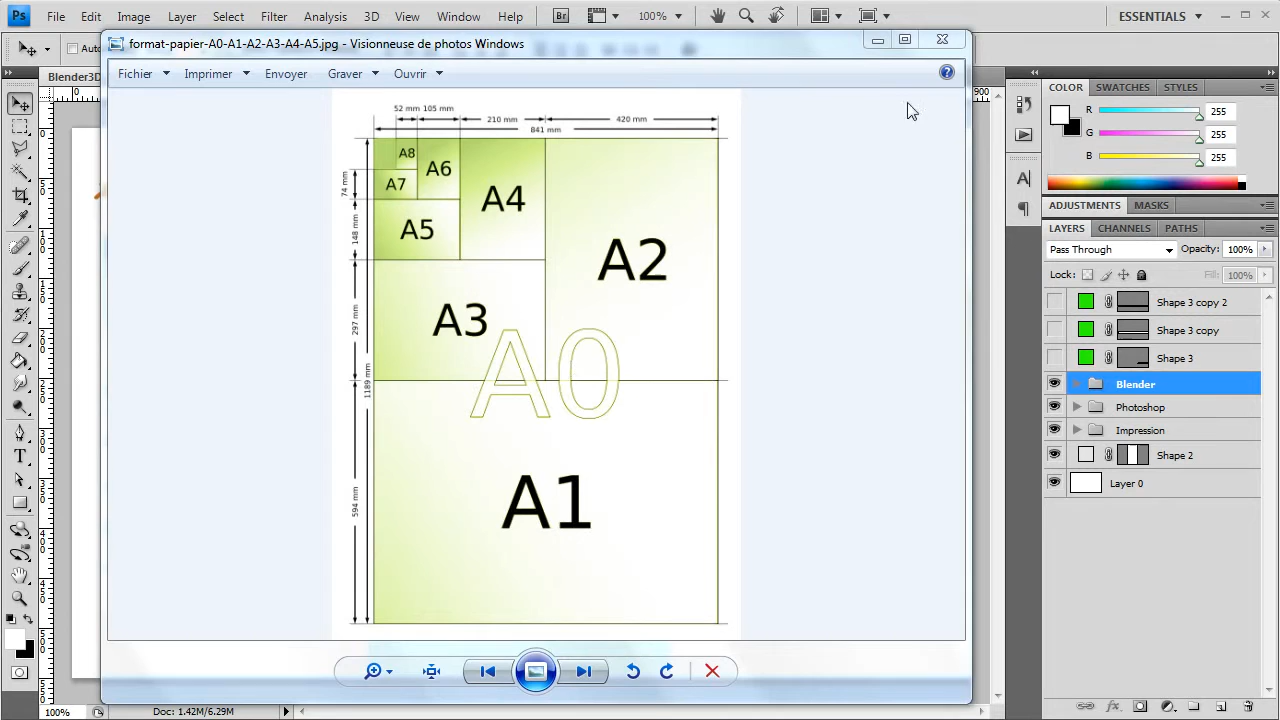 Ps File Edit Image Layer Select Filter Analysis 3D View Window Help Br 100% ESSENTIALS
format-papier-A0-A1-A2-A3-A4-A5.jpg - Visionneuse de photos Windows
Auto
Fichier Imprimer Envoyer Graver Ouvrir
Blender3D
0
900
COLOR SWATCHES STYLES
R 255
G 255
B 255
52 mm 105 mm
210 mm 420 mm
841 mm
A8
A6
A7
A4
A5
A2
A3
A0
A1
74 mm
148 mm
297 mm
1189 mm
594 mm
ADJUSTMENTS MASKS
LAYERS CHANNELS PATHS
Pass Through Opacity: 100%
Lock: Fill: 100%
Shape 3 copy 2
Shape 3 copy
Shape 3
Blender
Photoshop
Impression
Shape 2
Layer 0
100% Doc: 1.42M/6.29M